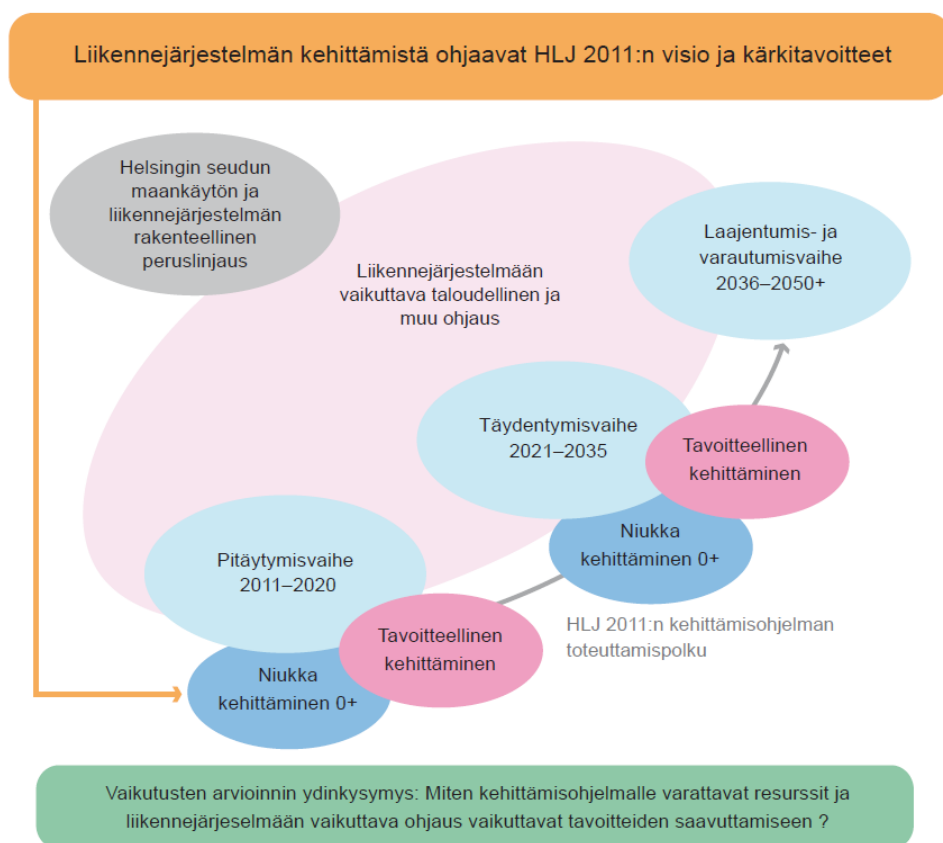 Liikennejärjestelmän kehittämistä ohjaavat HLJ 2011:n visio ja kärkitavoitteet
Helsingin seudun
maankäytön ja
liikennejärjestelmän
rakenteellinen
peruslinjaus
Liikennejärjestelmään
vaikuttava taloudellinen ja
muu ohjaus
Laajentumis- ja
varautumisvaihe
2036–2050+
Täydentymisvaihe
2021–2035
Tavoitteellinen
kehittäminen
Niukka
kehittäminen 0+
Pitäytymisvaihe
2011–2020
Tavoitteellinen
kehittäminen
Niukka
kehittäminen 0+
HLJ 2011:n kehittämisohjelman
toteuttamispolku
Vaikutusten arvioinnin ydinkysymys: Miten kehittämisohjelmalle varattavat resurssit ja
liikennejärjeselmään vaikuttava ohjaus vaikuttavat tavoitteiden saavuttamiseen ?